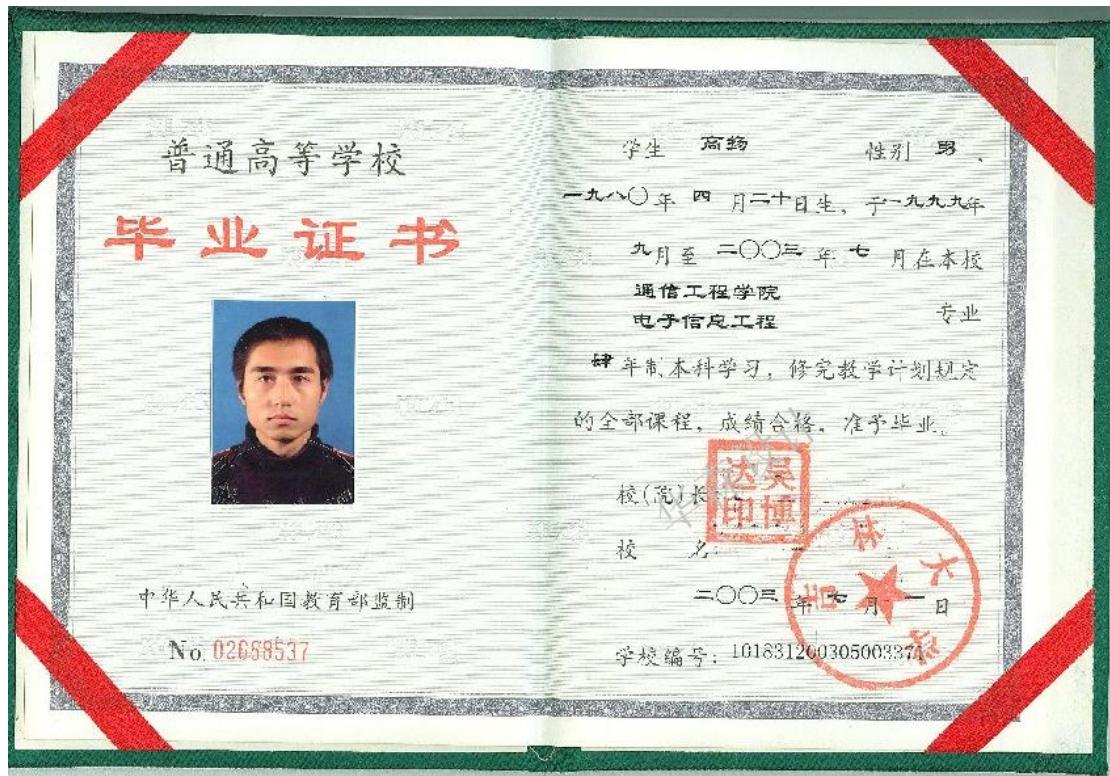 普通高等学校
毕业证书
中华人民共和国教育部监制
No. 02658537
学生 高扬 性别 男、
一九八〇年 四 月二十日生,于一九九九年
九月至 二〇〇三 年 七 月在本校
通信工程学院
电子信息工程 专业
肆年制本科学习,修完教学计划规定
的全部课程,成绩合格,准予毕业。
校(院)长
吴博达印
校 名
吉林大学
二〇〇三 年 七 月 一 日
学校编号:101831200305003371